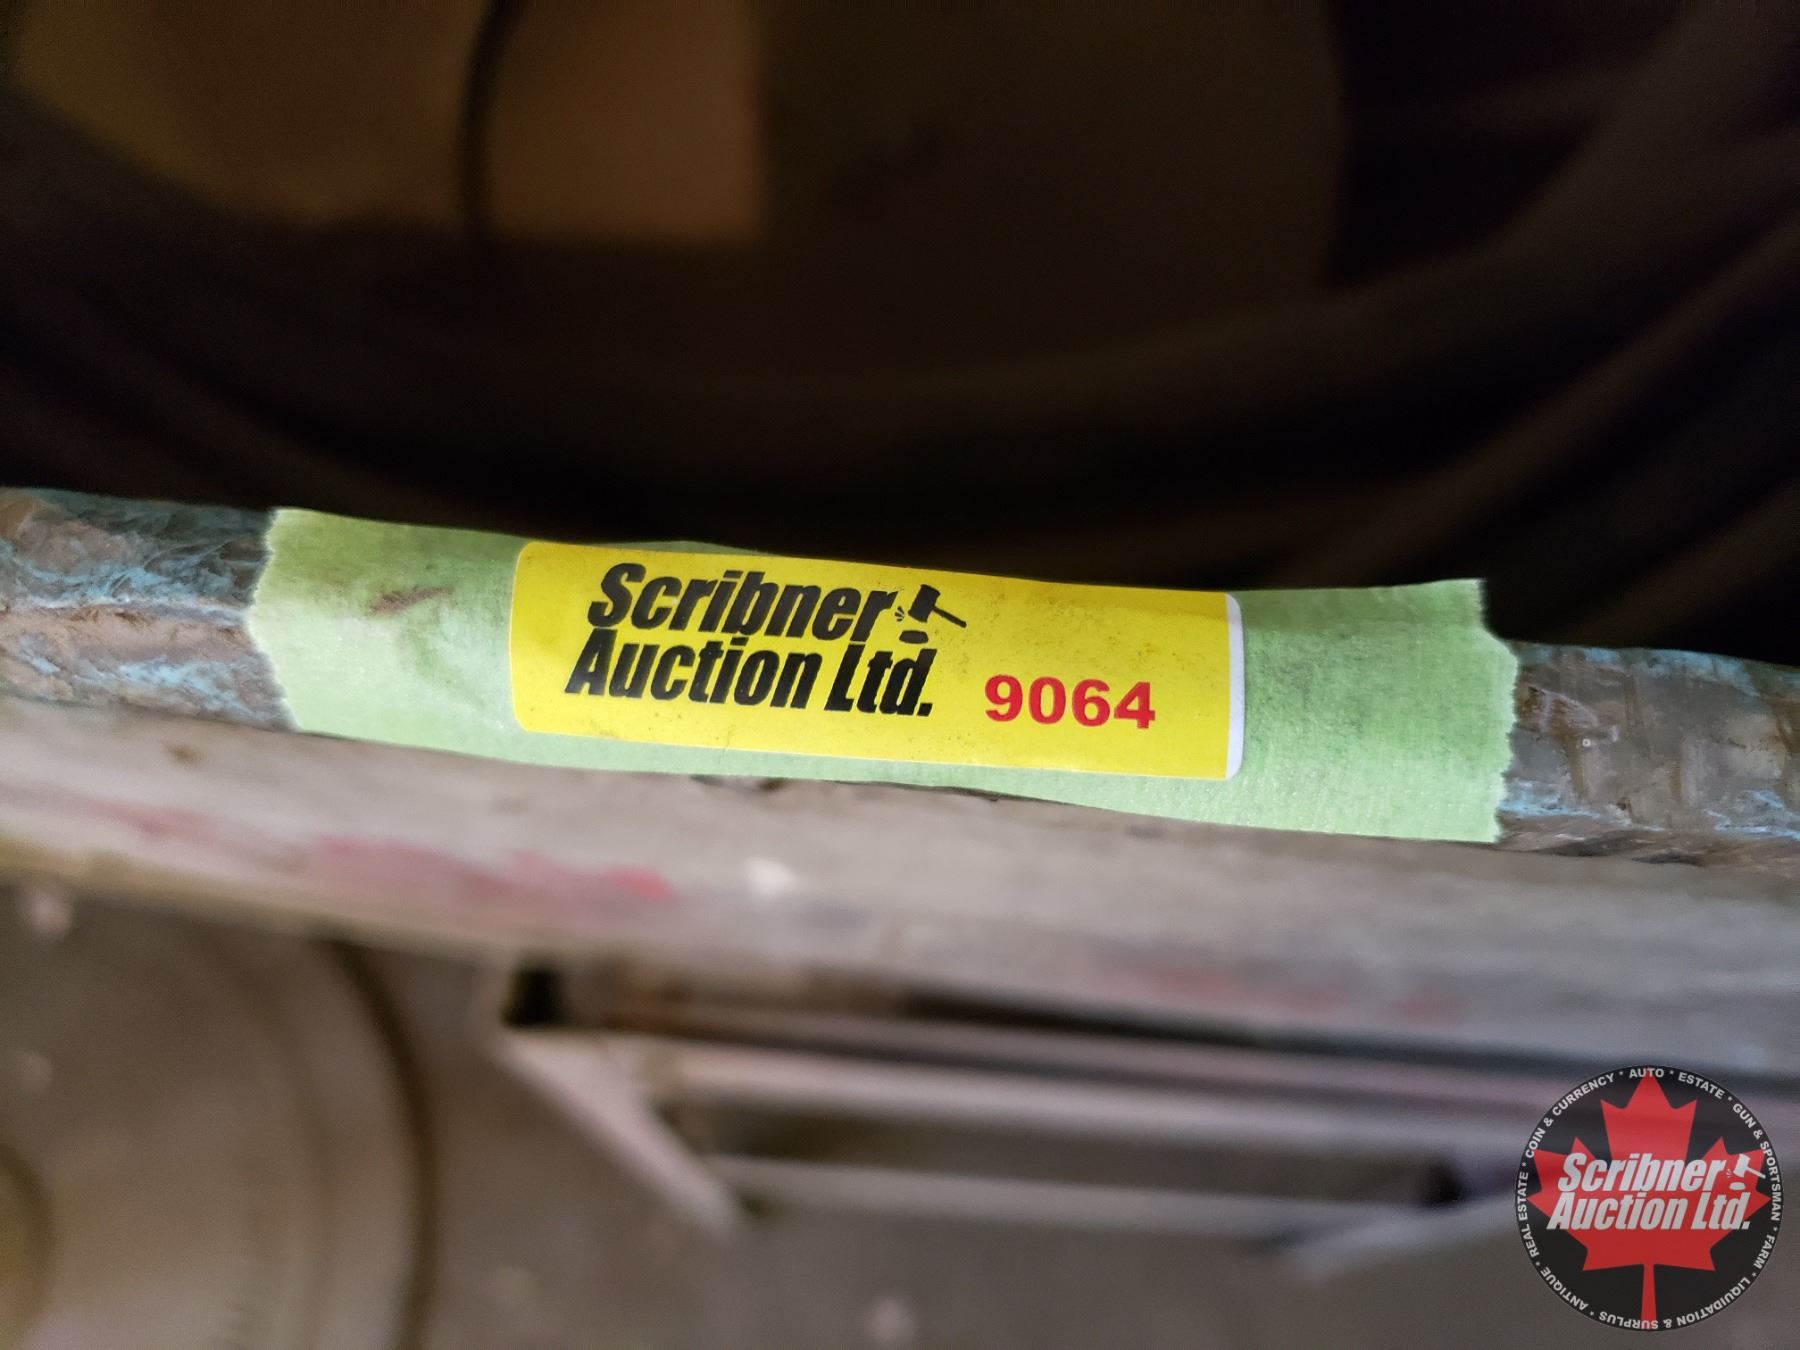 Scribner
Auction Ltd.
9064
Scribner
Auction Ltd.
COIN & CURRENCY * AUTO * ESTATE * GUN & SPORTSMAN * FARM * LIQUIDATION & SURPLUS * ANTIQUE * REAL ESTATE *